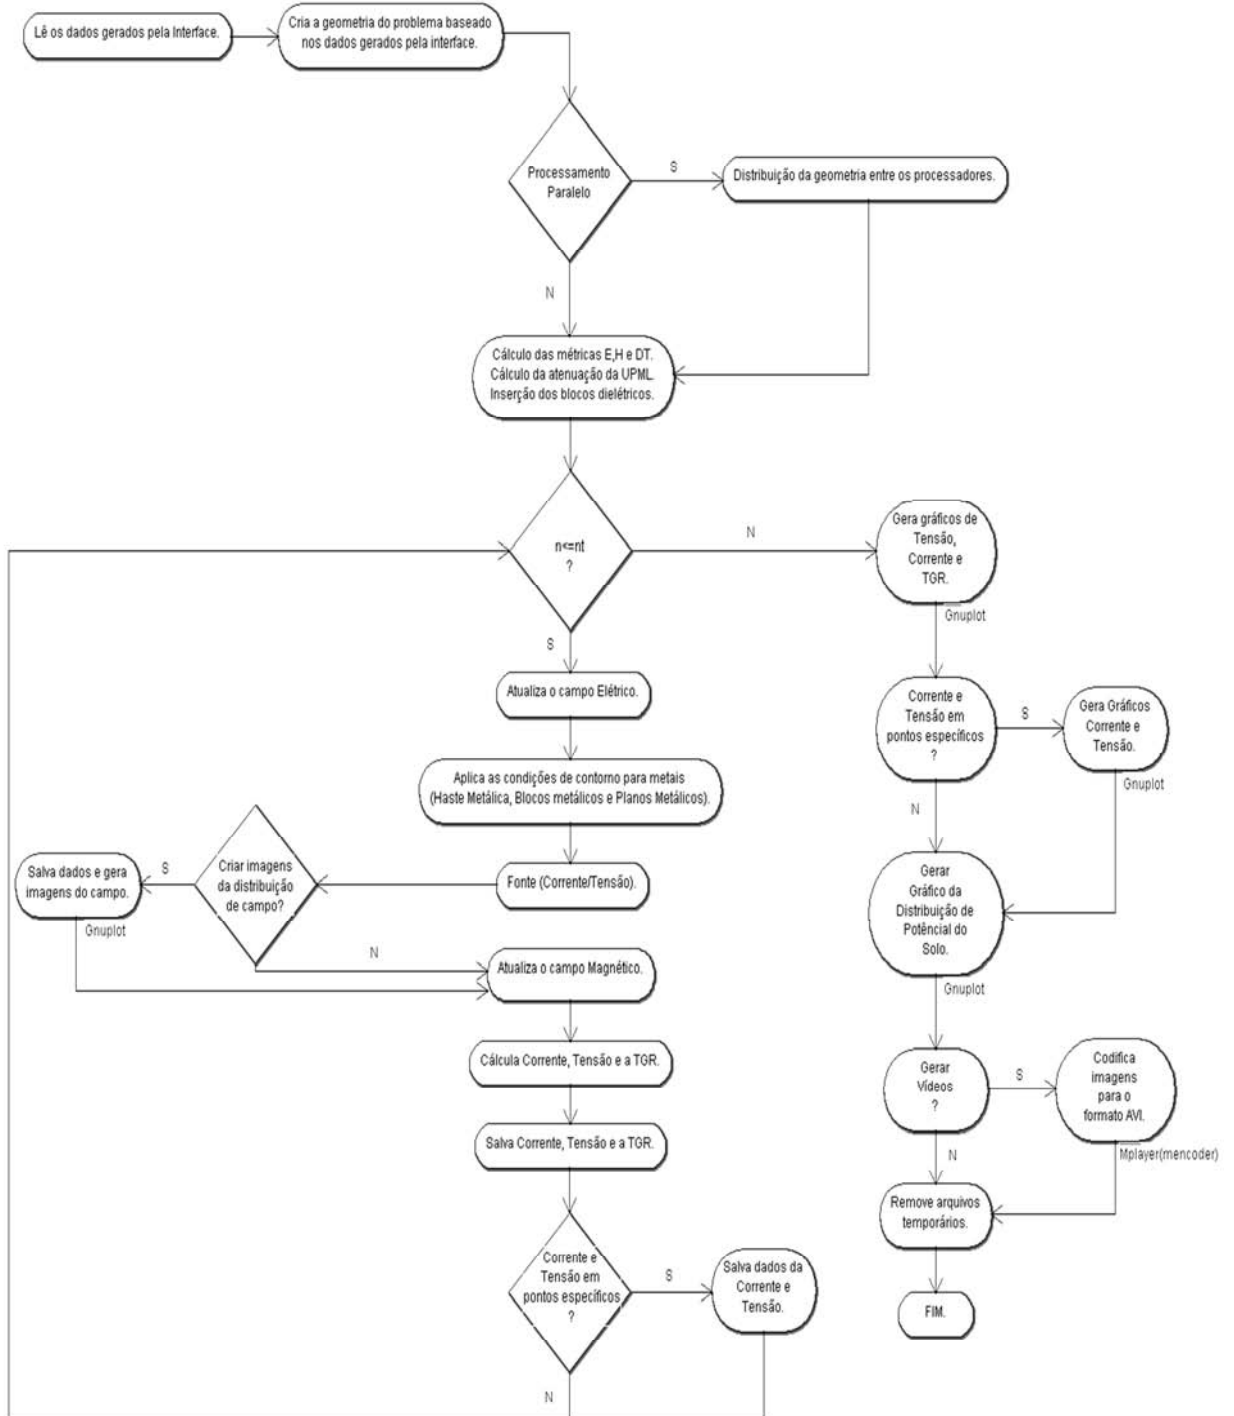 Lê os dados gerados pela Interface.
Cria a geometria do problema baseado
nos dados gerados pela interface.
Processamento
Paralelo
S
Distribuição da geometria entre os processadores.
N
Cálculo das métricas E,H e DT.
Cálculo da atenuação da UPML.
Inserção dos blocos dielétricos.
n<=nt
?
N
Gera gráficos de
Tensão,
Corrente e
TGR.
Gnuplot
S
Atualiza o campo Elétrico.
Corrente e
Tensão em
pontos específicos
?
S
Gera Gráficos
Corrente e
Tensão.
Gnuplot
N
Aplica as condições de contorno para metais
(Haste Metálica, Blocos metálicos e Planos Metálicos).
Fonte (Corrente/Tensão).
Criar imagens
da distribuição
de campo?
S
Salva dados e gera
imagens do campo.
Gnuplot
N
Gerar
Gráfico da
Distribuição de
Potêncial do
Solo.
Gnuplot
Atualiza o campo Magnético.
Cálcula Corrente, Tensão e a TGR.
Gerar
Vídeos
?
S
Codifica
imagens
para o
formato AVI.
Mplayer(mencoder)
N
Salva Corrente, Tensão e a TGR.
Remove arquivos
temporários.
Corrente e
Tensão em
pontos específicos
?
S
Salva dados da
Corrente e
Tensão.
N
FIM.